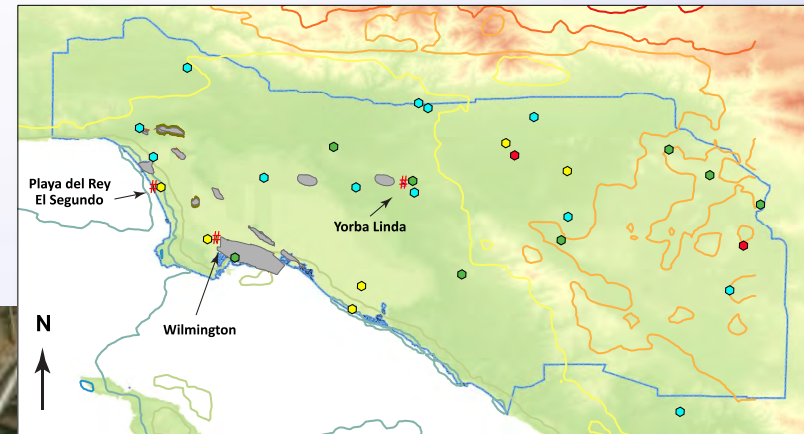 Playa del Rey
El Segundo
#
#
Yorba Linda
#
Wilmington
N